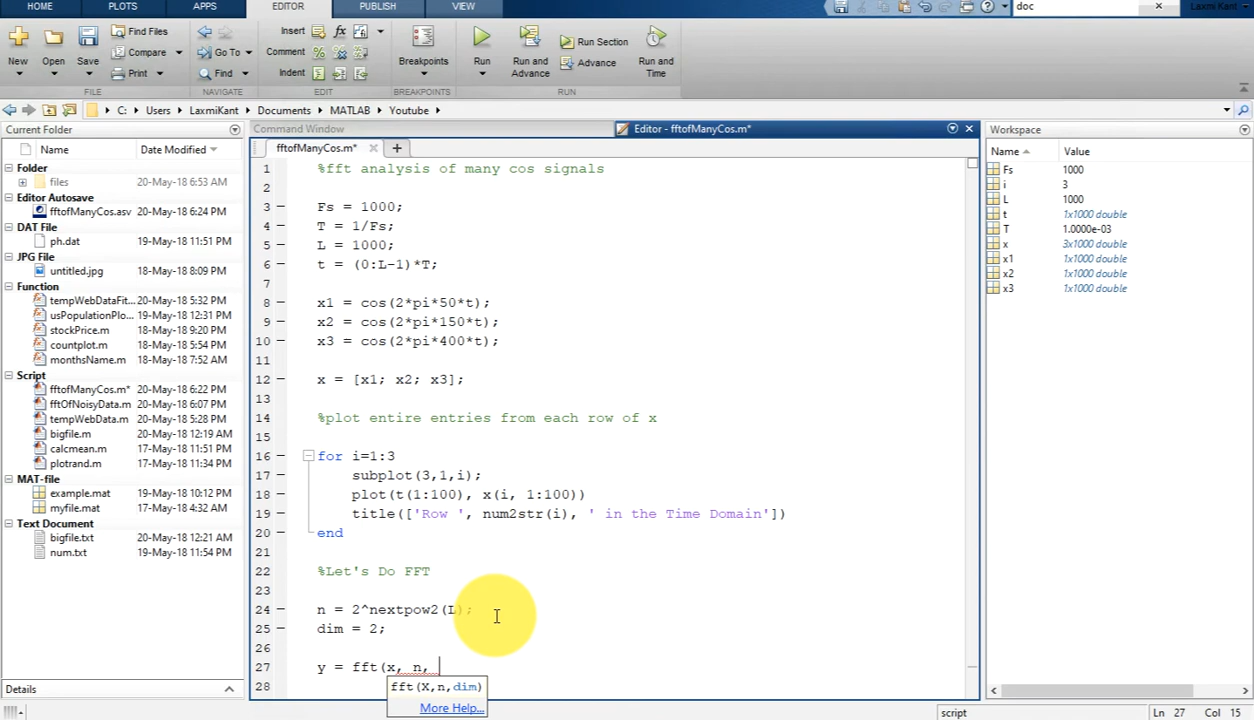 HOME PLOTS APPS EDITOR PUBLISH VIEW doc Laxmi Kant
New Open Save Find Files Compare Print Go To Find Insert fx Comment Indent Breakpoints Run Run and Advance Run Section Advance Run and Time
FILE NAVIGATE EDIT BREAKPOINTS RUN
C: Users LaxmiKant Documents MATLAB Youtube
Current Folder
Name Date Modified
Folder
files 20-May-18 6:53 AM
Editor Autosave
fftofManyCos.asv 20-May-18 6:24 PM
DAT File
ph.dat 19-May-18 11:51 PM
JPG File
untitled.jpg 18-May-18 8:09 PM
Function
tempWebDataFit... 20-May-18 5:32 PM
usPopulationPlo... 19-May-18 12:31 PM
stockPrice.m 18-May-18 9:20 PM
countplot.m 18-May-18 5:54 PM
monthsName.m 18-May-18 7:52 AM
Script
fftofManyCos.m* 20-May-18 6:22 PM
fftOfNoisyData.m 20-May-18 6:07 PM
tempWebData.m 20-May-18 5:28 PM
bigfile.m 20-May-18 12:19 AM
calcmean.m 17-May-18 11:51 PM
plotrand.m 17-May-18 11:34 PM
MAT-file
example.mat 19-May-18 10:12 PM
myfile.mat 17-May-18 4:32 AM
Text Document
bigfile.txt 20-May-18 12:21 AM
num.txt 19-May-18 11:54 PM
Details
Command Window
Editor - fftofManyCos.m*
fftofManyCos.m*
1 %fft analysis of many cos signals
2
3 Fs = 1000;
4 T = 1/Fs;
5 L = 1000;
6 t = (0:L-1)*T;
7
8 x1 = cos(2*pi*50*t);
9 x2 = cos(2*pi*150*t);
10 x3 = cos(2*pi*400*t);
11
12 x = [x1; x2; x3];
13
14 %plot entire entries from each row of x
15
16 for i=1:3
17 subplot(3,1,i);
18 plot(t(1:100), x(i, 1:100))
19 title(['Row ', num2str(i), ' in the Time Domain'])
20 end
21
22 %Let's Do FFT
23
24 n = 2^nextpow2(L);
25 dim = 2;
26
27 y = fft(x, n,
28
fft(X,n,dim)
More Help...
Workspace
Name Value
Fs 1000
i 3
L 1000
t 1x1000 double
T 1.0000e-03
x 3x1000 double
x1 1x1000 double
x2 1x1000 double
x3 1x1000 double
script Ln 27 Col 15